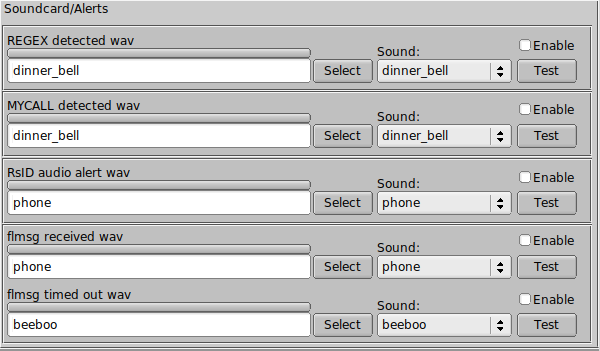 Soundcard/Alerts
REGEX detected wav
Sound:
Enable
dinner_bell
Select
dinner_bell
Test
MYCALL detected wav
Sound:
Enable
dinner_bell
Select
dinner_bell
Test
RsID audio alert wav
Sound:
Enable
phone
Select
phone
Test
flmsg received wav
Sound:
Enable
phone
Select
phone
Test
flmsg timed out wav
Sound:
Enable
beeboo
Select
beeboo
Test